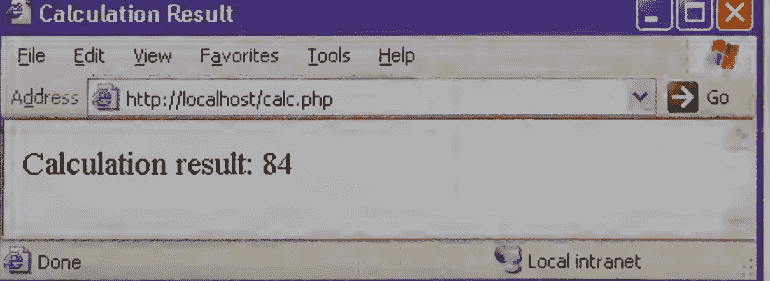 Calculation Result
File Edit View Favorites Tools Help
Address http://localhost/calc.php Go
Calculation result: 84
Done Local intranet